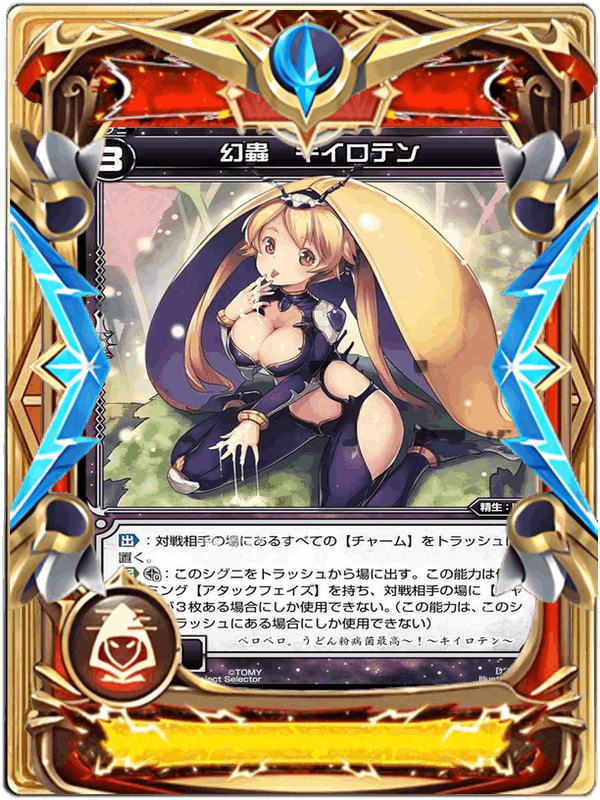 3
幻蟲 キイロテン
精生:
出:対戦相手の場にあるすべての【チャーム】をトラッシュに
置く。
:このシグニをトラッシュから場に出す。この能力は
ミング【アタックフェイズ】を持ち、対戦相手の場に【
が3枚ある場合にしか使用できない。(この能力は、このシ
ラッシュにある場合にしか使用できない)
ペロペロ。うどん粉病菌最高~!~キイロテン~
©TOMY
ject Selector
Illust